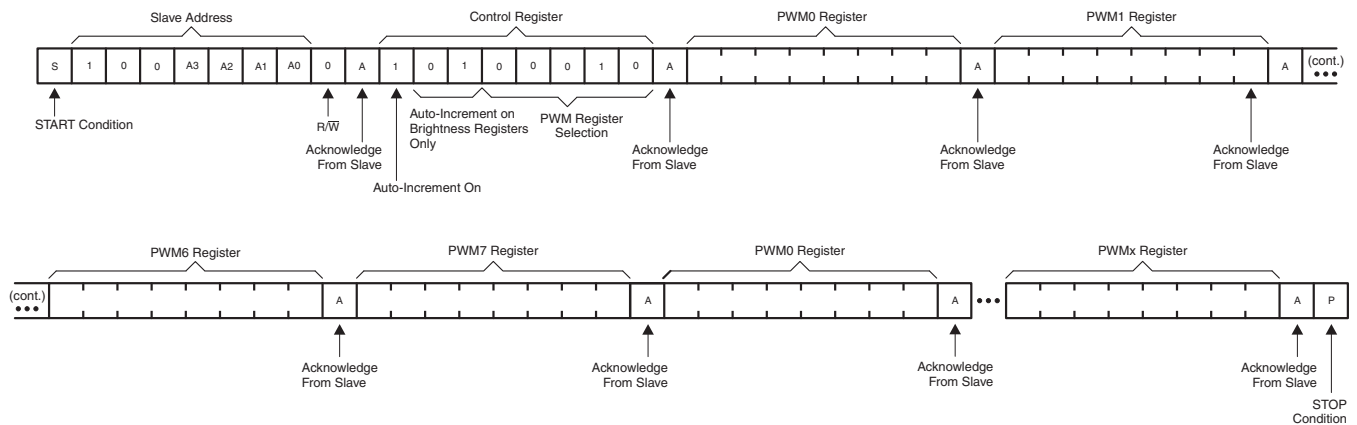 Slave Address
Control Register
PWM0 Register
PWM1 Register
S 1 0 0 A3 A2 A1 A0 0 A 1 0 1 0 0 0 1 0 A A A (cont.)
START Condition
R/W
Acknowledge
From Slave
Auto-Increment On
Auto-Increment on
Brightness Registers
Only
PWM Register
Selection
Acknowledge
From Slave
Acknowledge
From Slave
Acknowledge
From Slave
PWM6 Register
PWM7 Register
PWM0 Register
PWMx Register
(cont.) A A A A P
Acknowledge
From Slave
Acknowledge
From Slave
Acknowledge
From Slave
Acknowledge
From Slave
STOP
Condition